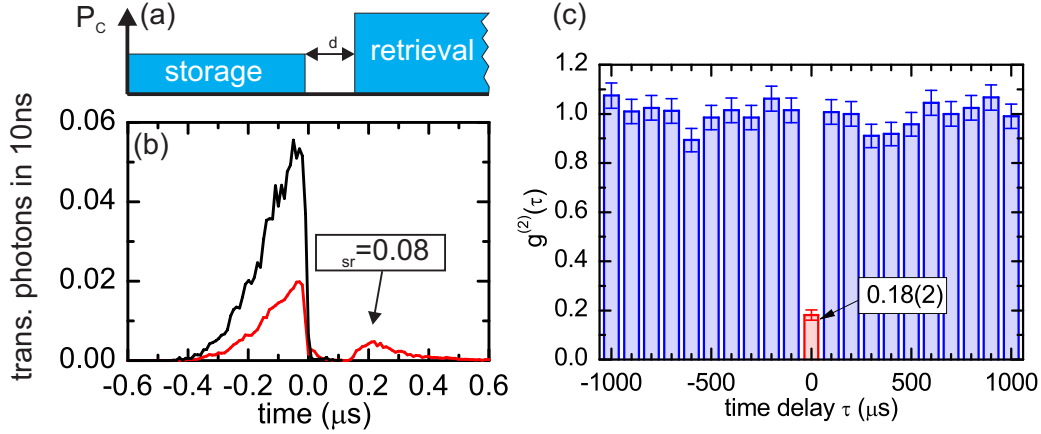 P_C
(a)
storage
d
retrieval
(b)
trans. photons in 10ns
0.06
0.04
0.02
0.00
sr=0.08
-0.6 -0.4 -0.2 0.0 0.2 0.4 0.6
time (μs)
(c)
g^(2)(τ)
1.2
1.0
0.8
0.6
0.4
0.2
0.0
0.18(2)
-1000 -500 0 500 1000
time delay τ (μs)